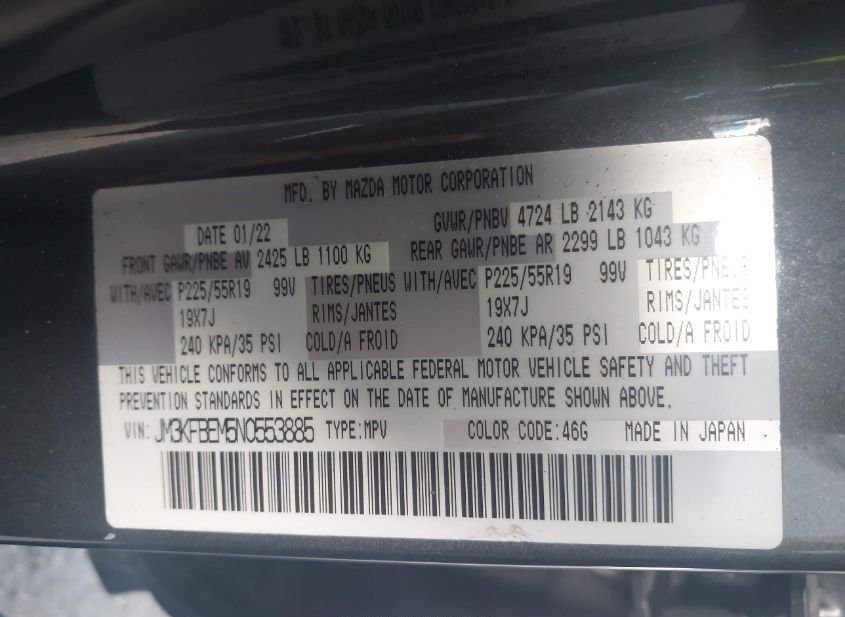 MFD. BY MAZDA MOTOR CORPORATION
DATE 01/22 GVWR/PNBV 4724 LB 2143 KG
FRONT GAWR/PNBE AV 2425 LB 1100 KG REAR GAWR/PNBE AR 2299 LB 1043 KG
WITH/AVEC P225/55R19 99V TIRES/PNEUS WITH/AVEC P225/55R19 99V TIRES/PNEUS
19X7J RIMS/JANTES 19X7J RIMS/JANTES
240 KPA/35 PSI COLD/A FROID 240 KPA/35 PSI COLD/A FROID
THIS VEHICLE CONFORMS TO ALL APPLICABLE FEDERAL MOTOR VEHICLE SAFETY AND THEFT
PREVENTION STANDARDS IN EFFECT ON THE DATE OF MANUFACTURE SHOWN ABOVE.
VIN: JM3KFBEM5N0553885 TYPE:MPV COLOR CODE:46G MADE IN JAPAN